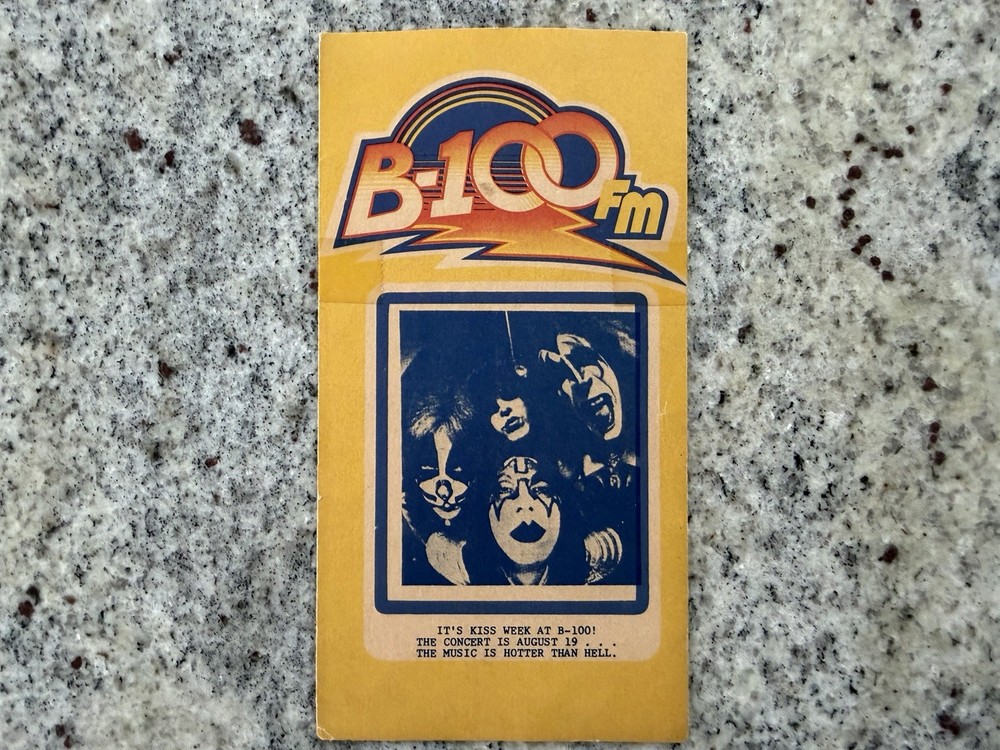 B-100
FM
IT'S KISS WEEK AT B-100!
THE CONCERT IS AUGUST 19 . . .
THE MUSIC IS HOTTER THAN HELL.